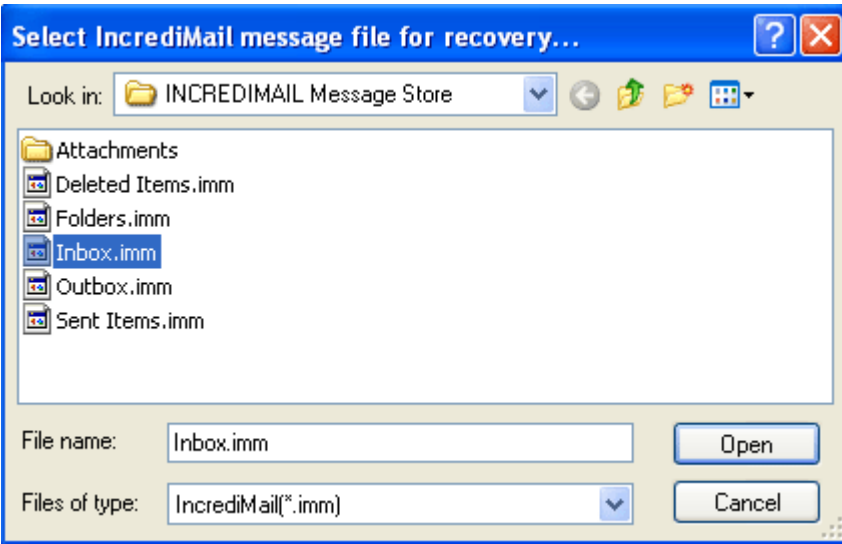 Select IncrediMail message file for recovery...
Look in: INCREDIMAIL Message Store
Attachments
Deleted Items.imm
Folders.imm
Inbox.imm
Outbox.imm
Sent Items.imm
File name: Inbox.imm Open
Files of type: IncrediMail(*.imm) Cancel